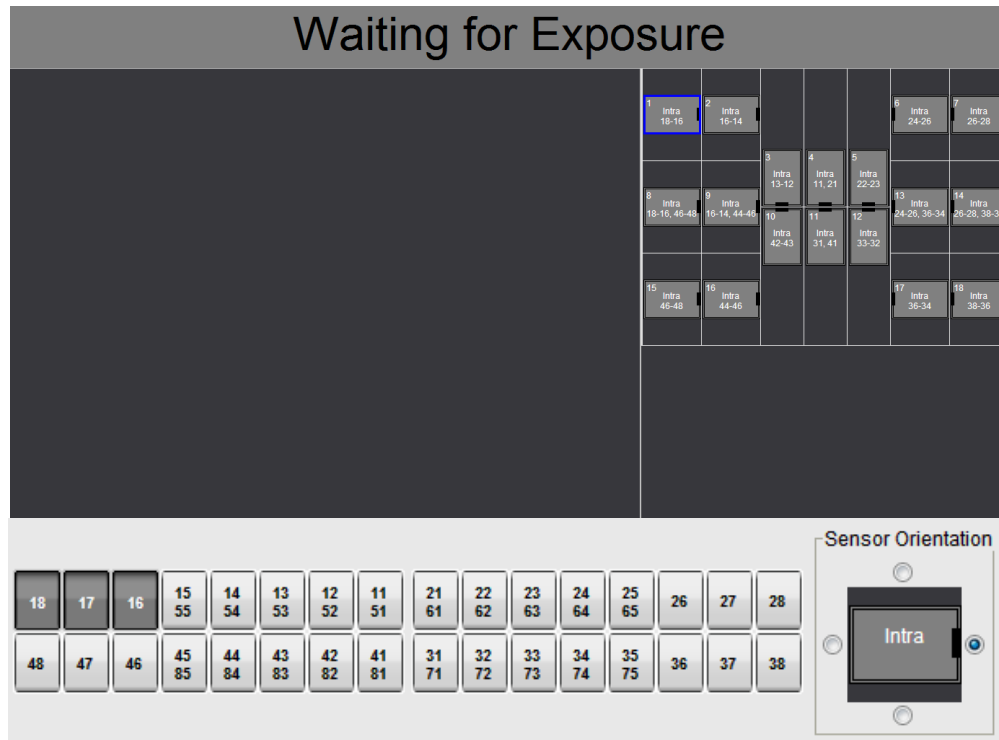 Waiting for Exposure
1
Intra
18-16
2
Intra
16-14
6
Intra
24-26
7
Intra
26-28
3
Intra
13-12
4
Intra
11, 21
5
Intra
22-23
8
Intra
18-16, 46-48
9
Intra
16-14, 44-46
13
Intra
24-26, 36-34
14
Intra
26-28, 38-3
10
Intra
42-43
11
Intra
31, 41
12
Intra
33-32
15
Intra
46-48
16
Intra
44-46
17
Intra
36-34
18
Intra
38-36
Sensor Orientation
Intra
18 17 16 15 14 13 12 11 21 22 23 24 25 26 27 28
55 54 53 52 51 61 62 63 64 65
48 47 46 45 44 43 42 41 31 32 33 34 35 36 37 38
85 84 83 82 81 71 72 73 74 75